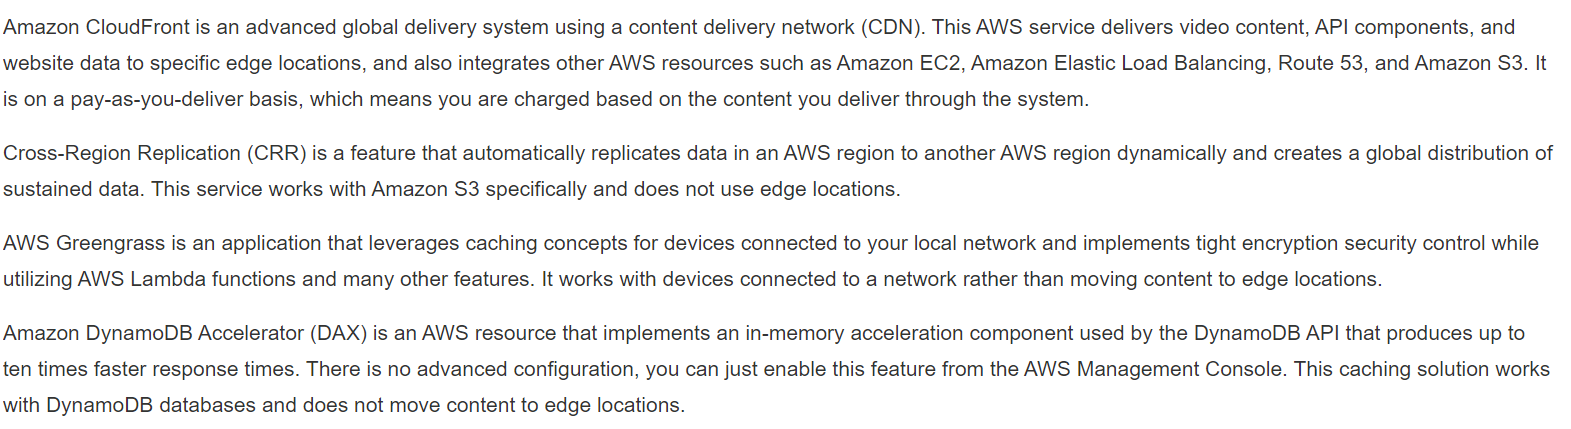 Amazon CloudFront is an advanced global delivery system using a content delivery network (CDN). This AWS service delivers video content, API components, and
website data to specific edge locations, and also integrates other AWS resources such as Amazon EC2, Amazon Elastic Load Balancing, Route 53, and Amazon S3. It
is on a pay-as-you-deliver basis, which means you are charged based on the content you deliver through the system.
Cross-Region Replication (CRR) is a feature that automatically replicates data in an AWS region to another AWS region dynamically and creates a global distribution of
sustained data. This service works with Amazon S3 specifically and does not use edge locations.
AWS Greengrass is an application that leverages caching concepts for devices connected to your local network and implements tight encryption security control while
utilizing AWS Lambda functions and many other features. It works with devices connected to a network rather than moving content to edge locations.
Amazon DynamoDB Accelerator (DAX) is an AWS resource that implements an in-memory acceleration component used by the DynamoDB API that produces up to
ten times faster response times. There is no advanced configuration, you can just enable this feature from the AWS Management Console. This caching solution works
with DynamoDB databases and does not move content to edge locations.